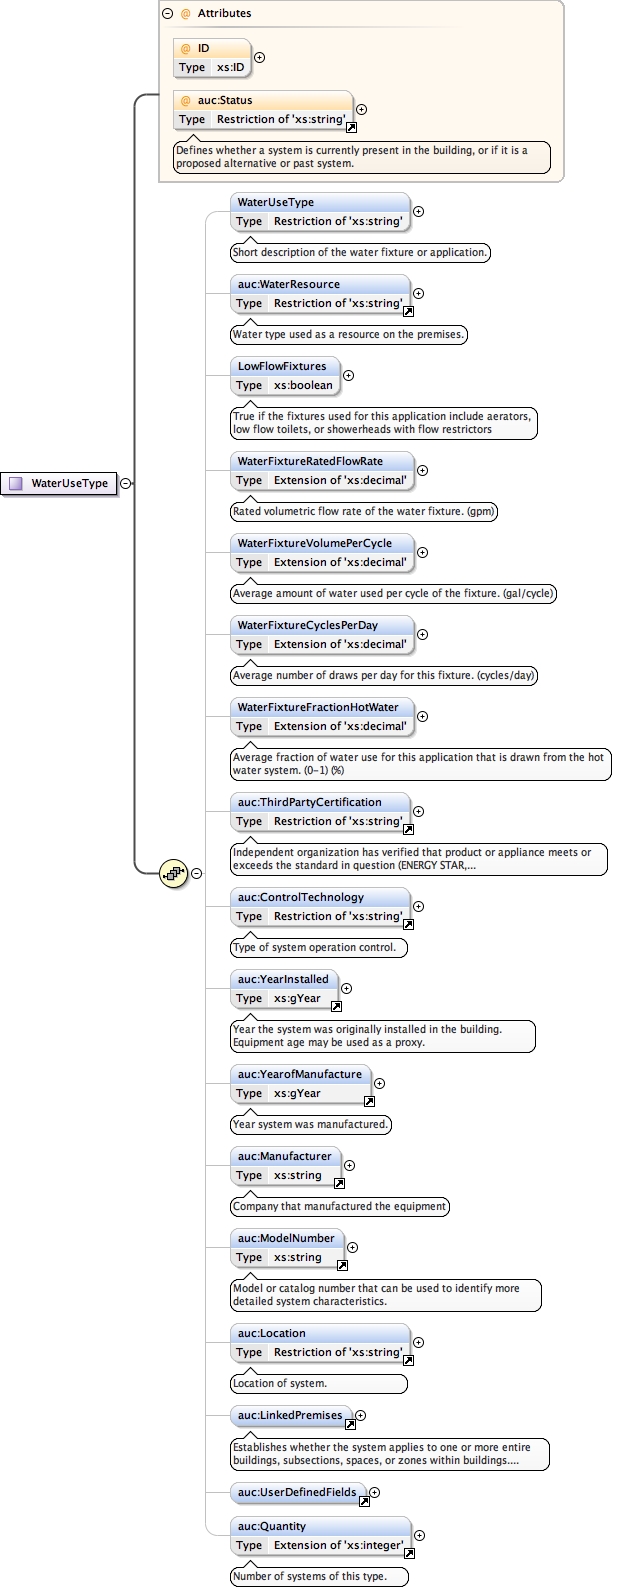 Attributes
@ ID
Type xs:ID
@ auc:Status
Type Restriction of 'xs:string'
Defines whether a system is currently present in the building, or if it is a
proposed alternative or past system.
WaterUseType
Type Restriction of 'xs:string'
Short description of the water fixture or application.
auc:WaterResource
Type Restriction of 'xs:string'
Water type used as a resource on the premises.
LowFlowFixtures
Type xs:boolean
True if the fixtures used for this application include aerators,
low flow toilets, or showerheads with flow restrictors
WaterFixtureRatedFlowRate
Type Extension of 'xs:decimal'
WaterUseType
Rated volumetric flow rate of the water fixture. (gpm)
WaterFixtureVolumePerCycle
Type Extension of 'xs:decimal'
Average amount of water used per cycle of the fixture. (gal/cycle)
WaterFixtureCyclesPerDay
Type Extension of 'xs:decimal'
Average number of draws per day for this fixture. (cycles/day)
WaterFixtureFractionHotWater
Type Extension of 'xs:decimal'
Average fraction of water use for this application that is drawn from the hot
water system. (0-1) (%)
auc:ThirdPartyCertification
Type Restriction of 'xs:string'
Independent organization has verified that product or appliance meets or
exceeds the standard in question (ENERGY STAR,...
auc:ControlTechnology
Type Restriction of 'xs:string'
Type of system operation control.
auc:YearInstalled
Type xs:gYear
Year the system was originally installed in the building.
Equipment age may be used as a proxy.
auc:YearofManufacture
Type xs:gYear
Year system was manufactured.
auc:Manufacturer
Type xs:string
Company that manufactured the equipment
auc:ModelNumber
Type xs:string
Model or catalog number that can be used to identify more
detailed system characteristics.
auc:Location
Type Restriction of 'xs:string'
Location of system.
auc:LinkedPremises
Establishes whether the system applies to one or more entire
buildings, subsections, spaces, or zones within buildings....
auc:UserDefinedFields
auc:Quantity
Type Extension of 'xs:integer'
Number of systems of this type.